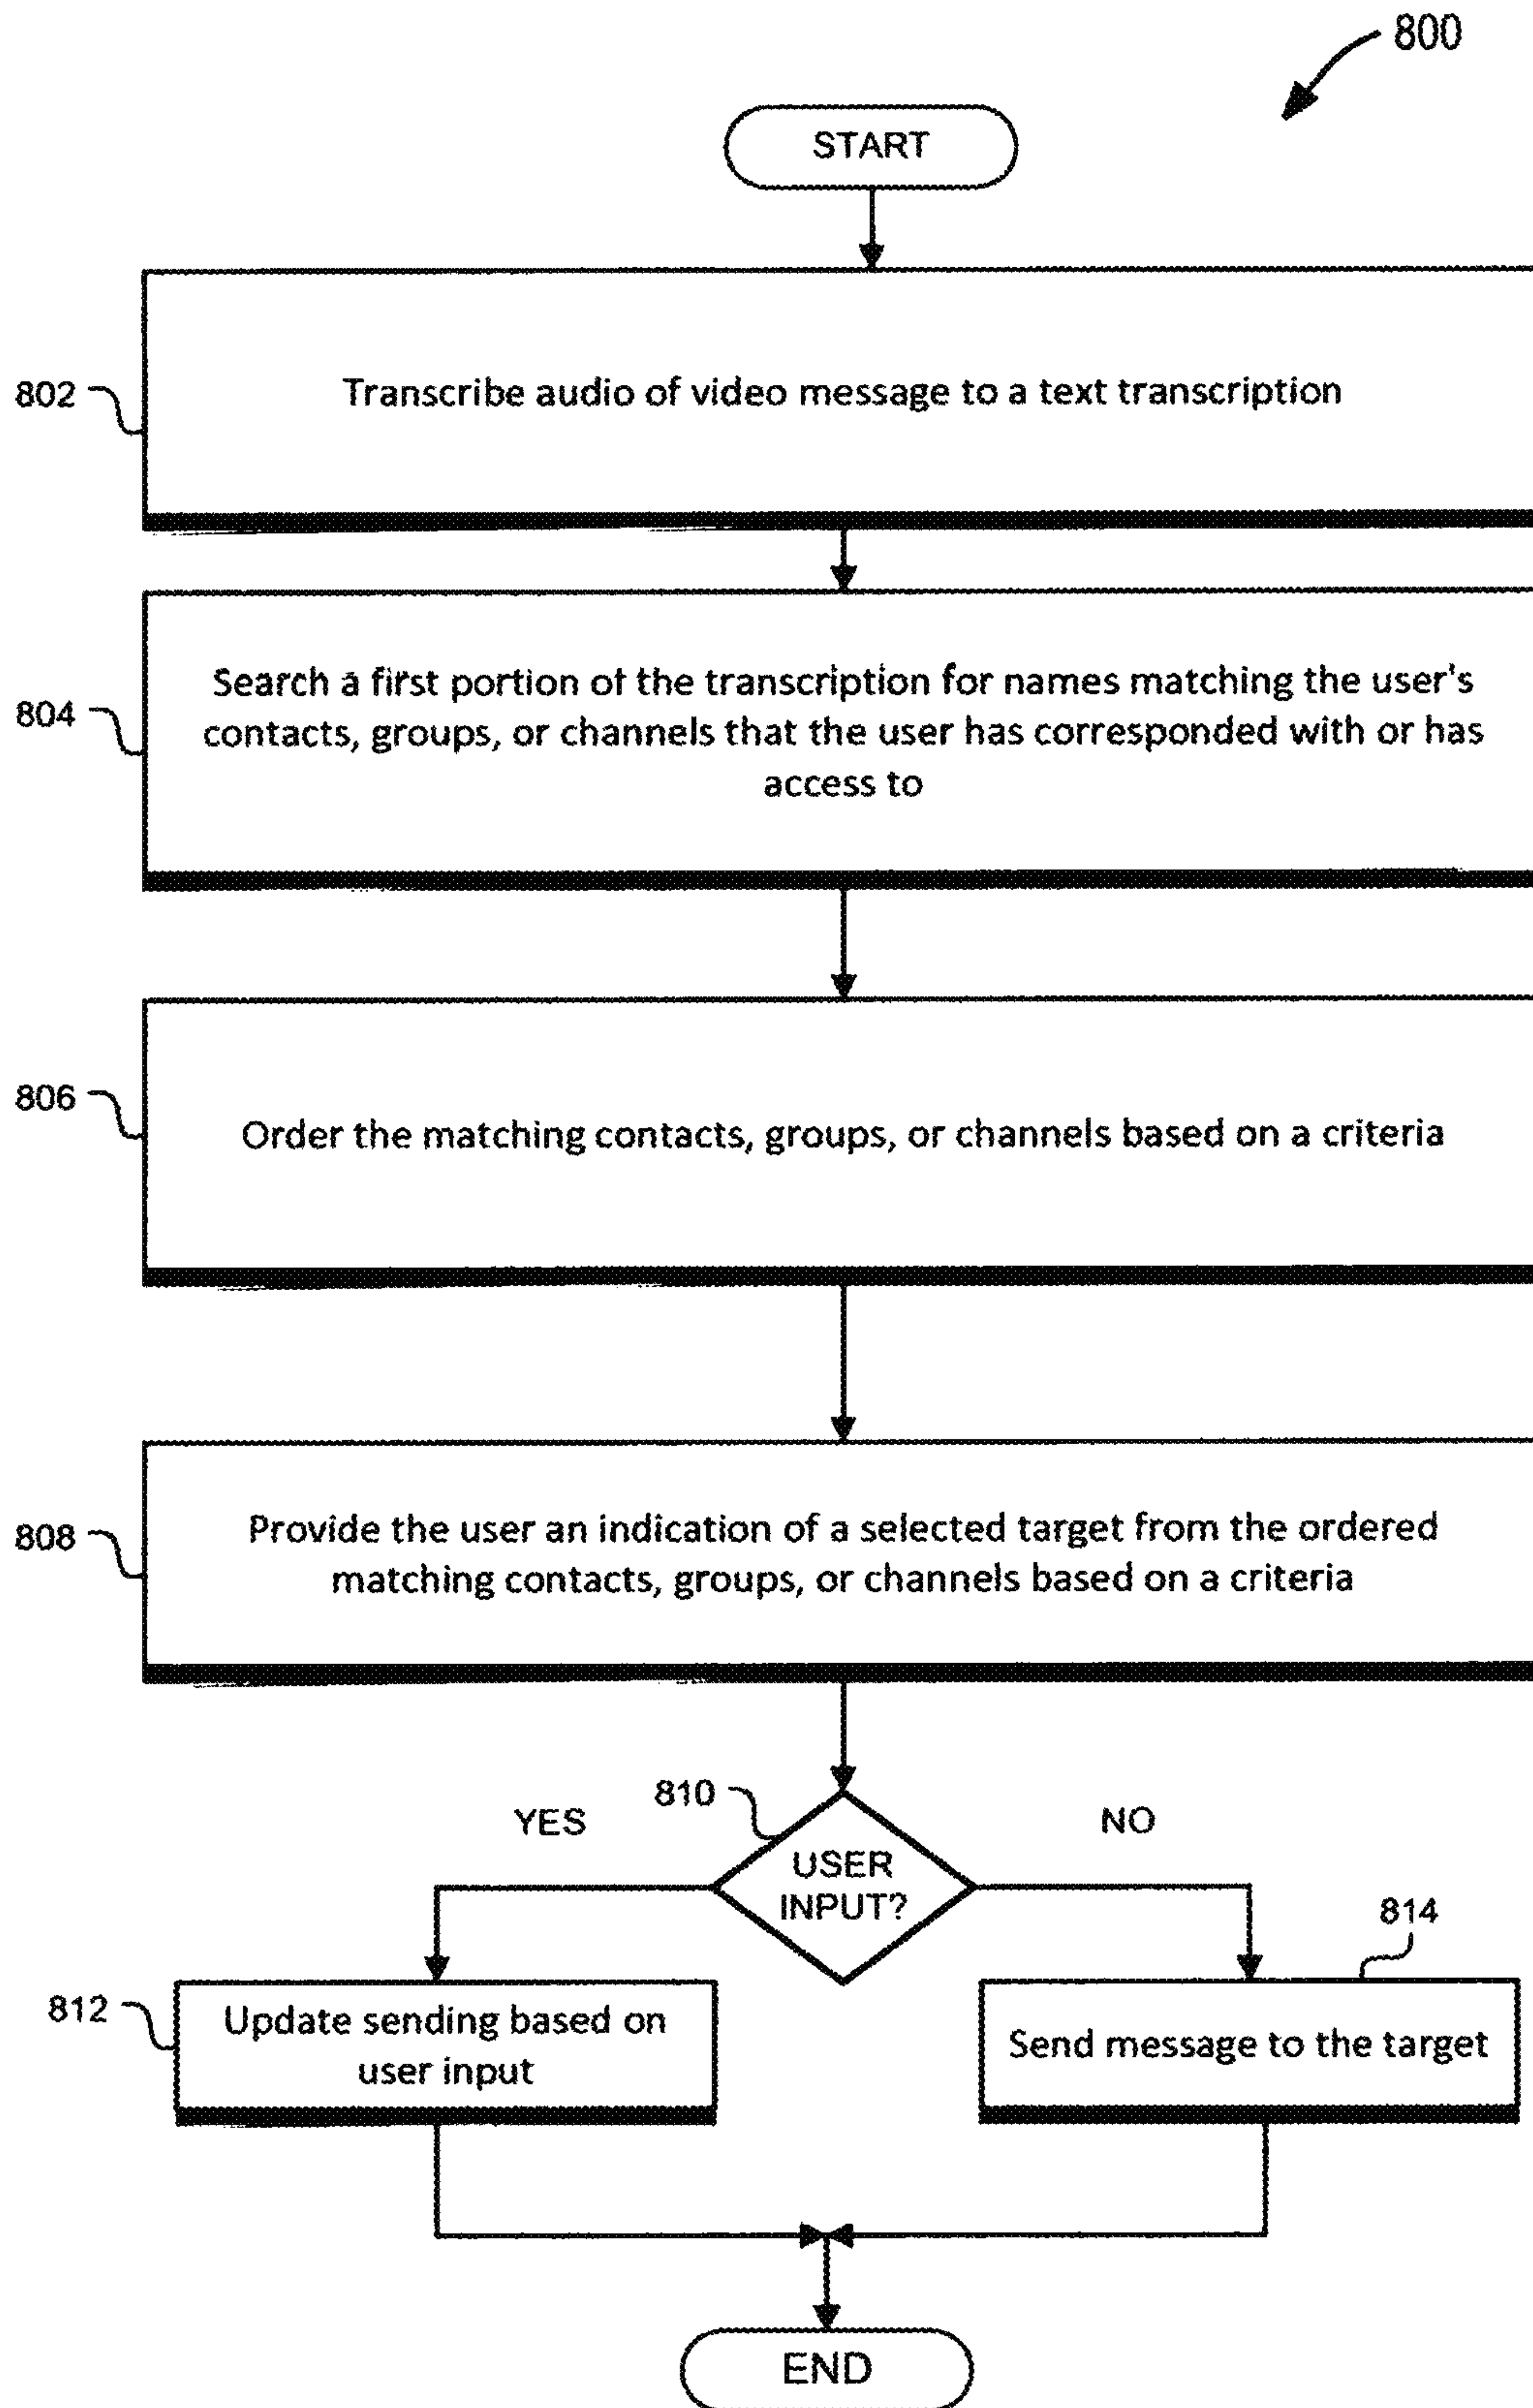 800
START
802
Transcribe audio of video message to a text transcription
804
Search a first portion of the transcription for names matching the user's
contacts, groups, or channels that the user has corresponded with or has
access to
806
Order the matching contacts, groups, or channels based on a criteria
808
Provide the user an indication of a selected target from the ordered
matching contacts, groups, or channels based on a criteria
810
YES
NO
USER
INPUT?
812
Update sending based on
user input
814
Send message to the target
END